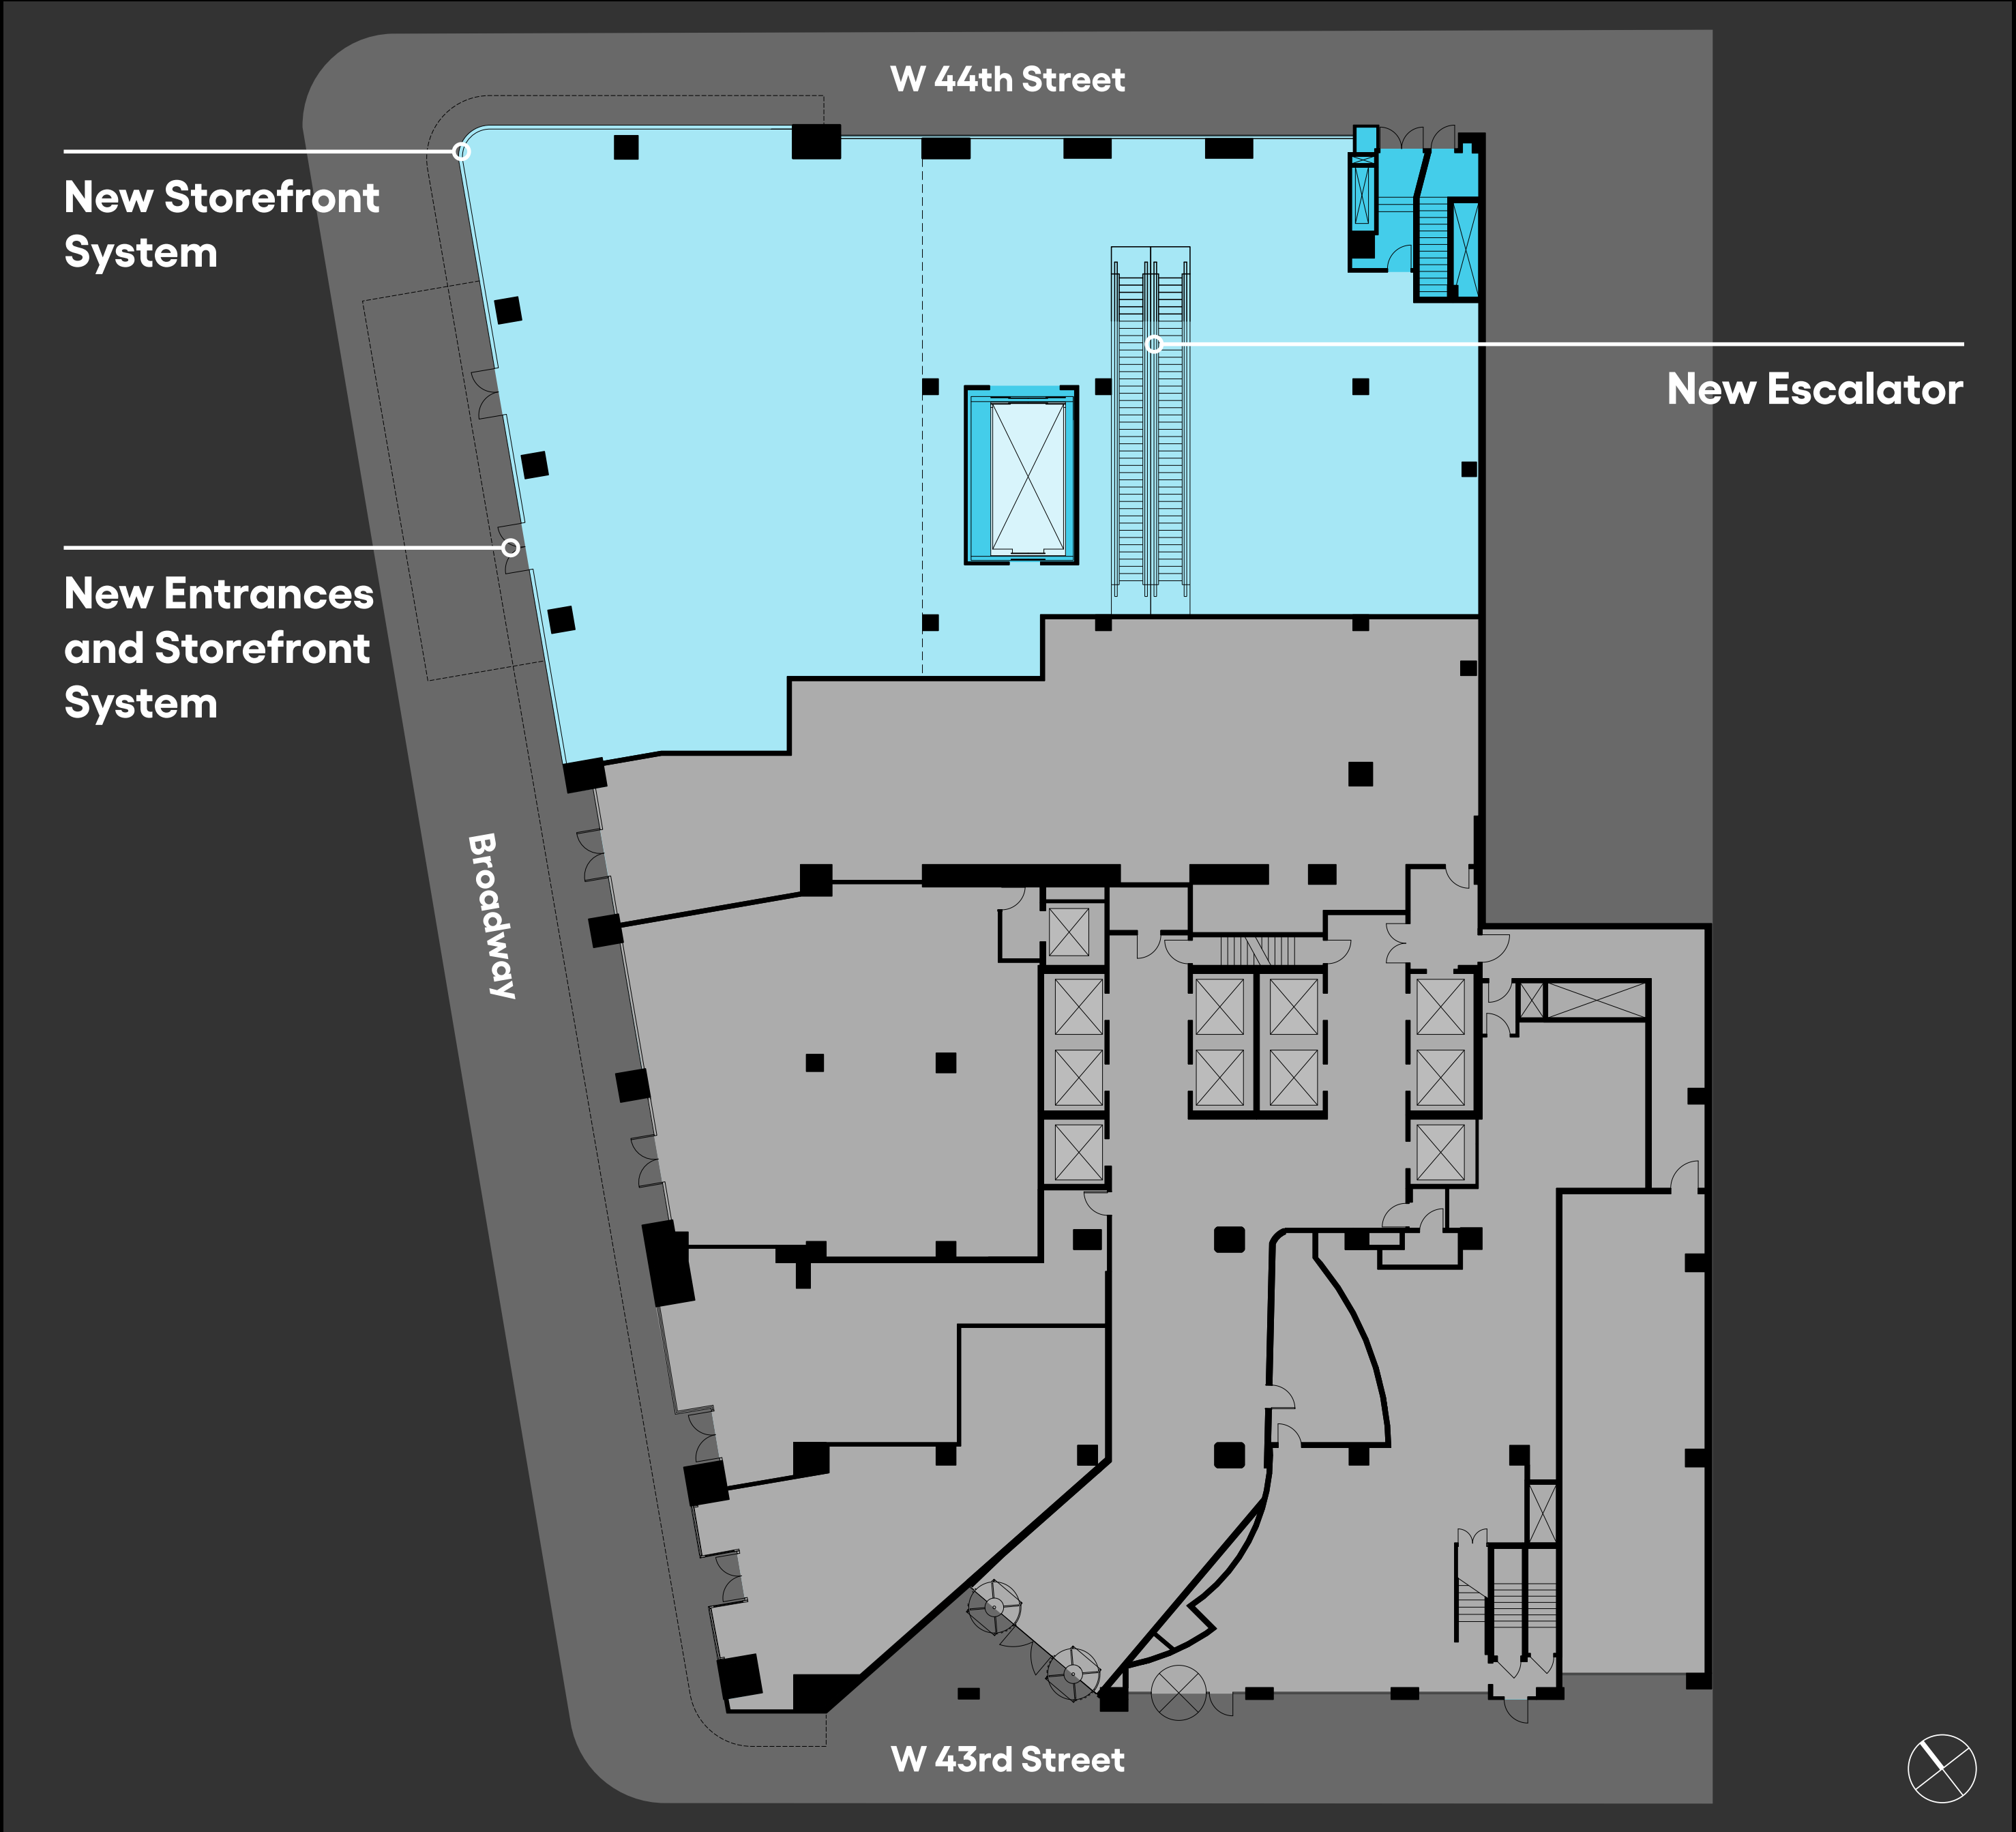 W 44th Street
New Storefront
System
New Escalator
New Entrances
and Storefront
System
Broadway
W 43rd Street